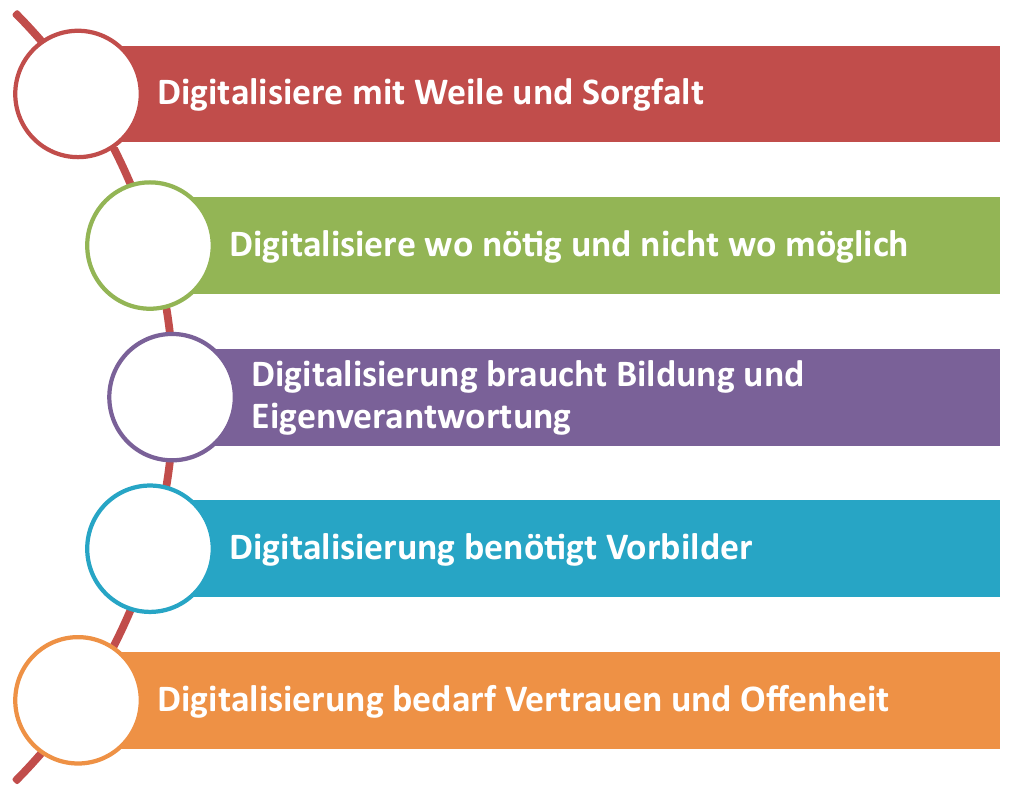 Digitalisiere mit Weile und Sorgfalt
Digitalisiere wo nötig und nicht wo möglich
Digitalisierung braucht Bildung und
Eigenverantwortung
Digitalisierung benötigt Vorbilder
Digitalisierung bedarf Vertrauen und Offenheit